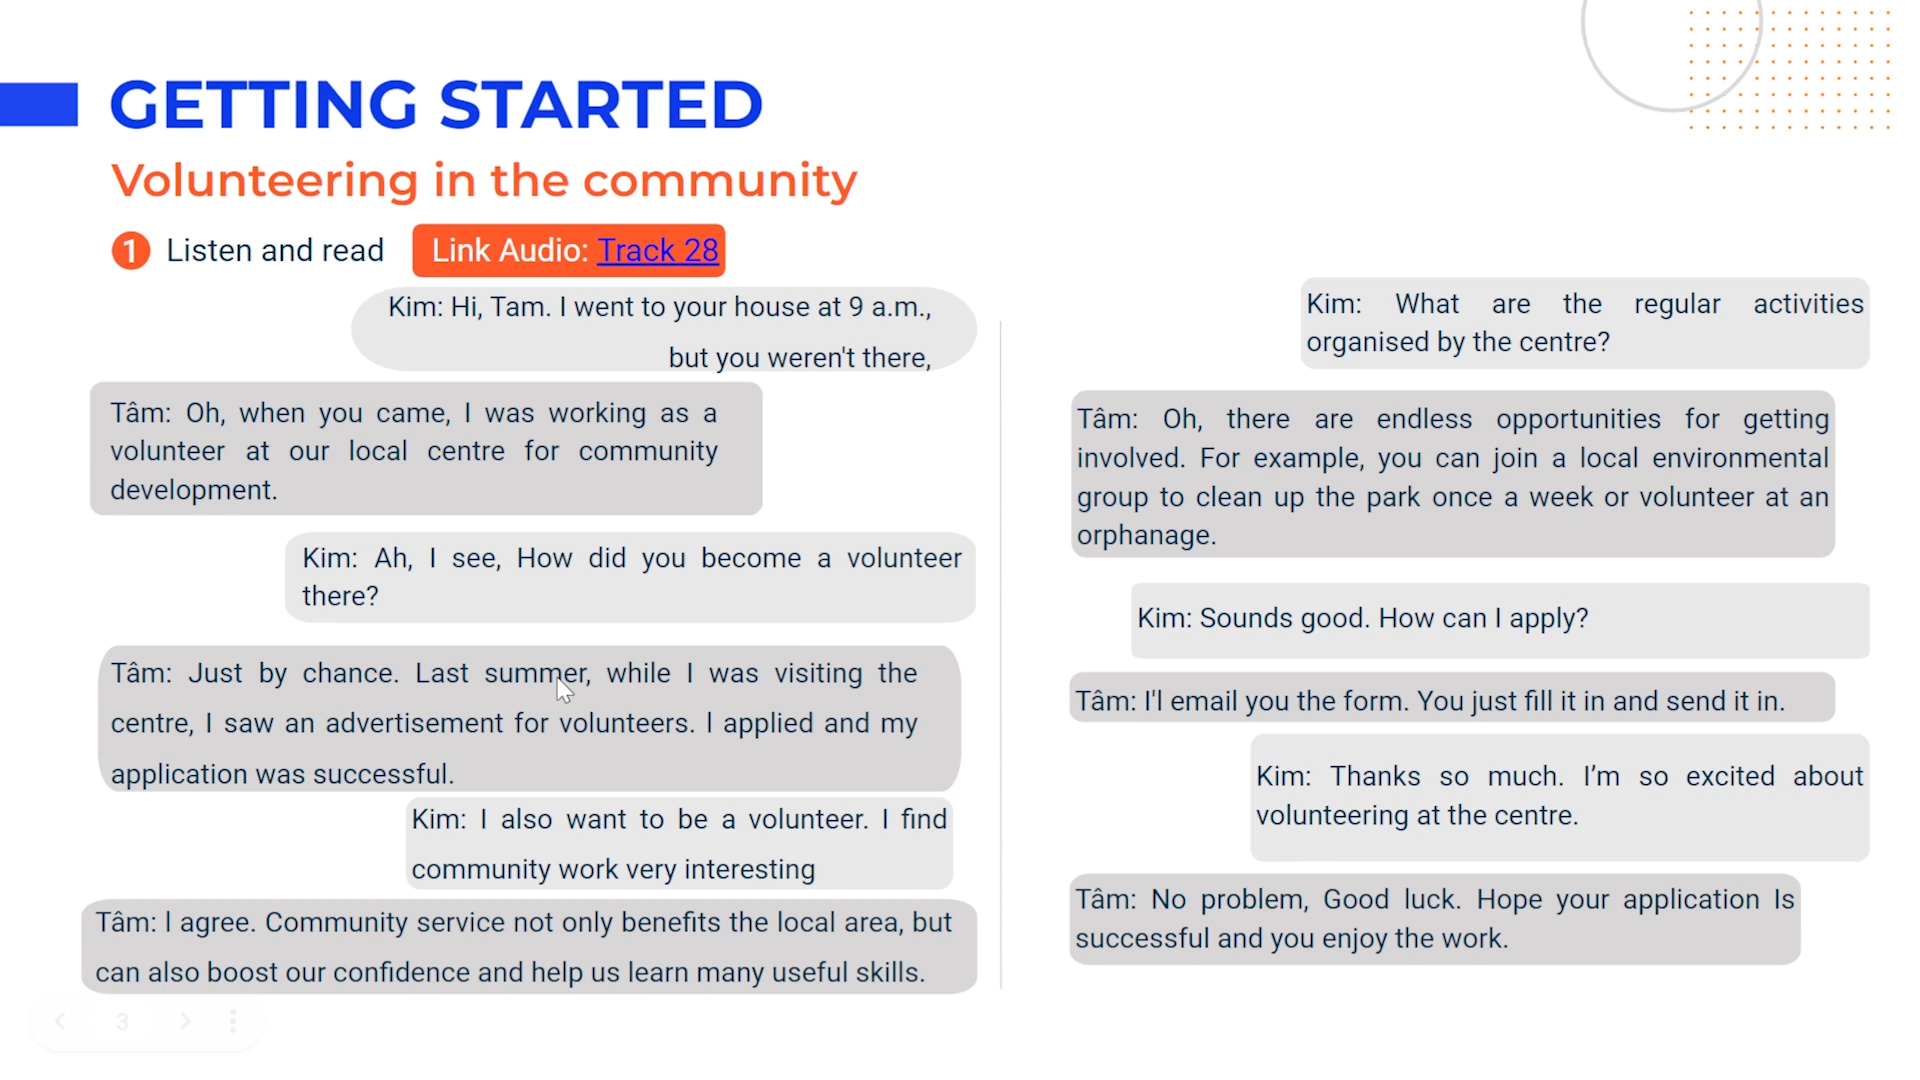 GETTING STARTED
Volunteering in the community
1 Listen and read Link Audio: Track 28
Kim: Hi, Tam. I went to your house at 9 a.m.,
but you weren't there,
Tâm: Oh, when you came, I was working as a
volunteer at our local centre for community
development.
Kim: Ah, I see, How did you become a volunteer
there?
Tâm: Just by chance. Last summer, while I was visiting the
centre, I saw an advertisement for volunteers. I applied and my
application was successful.
Kim: I also want to be a volunteer. I find
community work very interesting
Tâm: I agree. Community service not only benefits the local area, but
can also boost our confidence and help us learn many useful skills.
Kim: What are the regular activities
organised by the centre?
Tâm: Oh, there are endless opportunities for getting
involved. For example, you can join a local environmental
group to clean up the park once a week or volunteer at an
orphanage.
Kim: Sounds good. How can I apply?
Tâm: I'll email you the form. You just fill it in and send it in.
Kim: Thanks so much. I’m so excited about
volunteering at the centre.
Tâm: No problem, Good luck. Hope your application Is
successful and you enjoy the work.
3